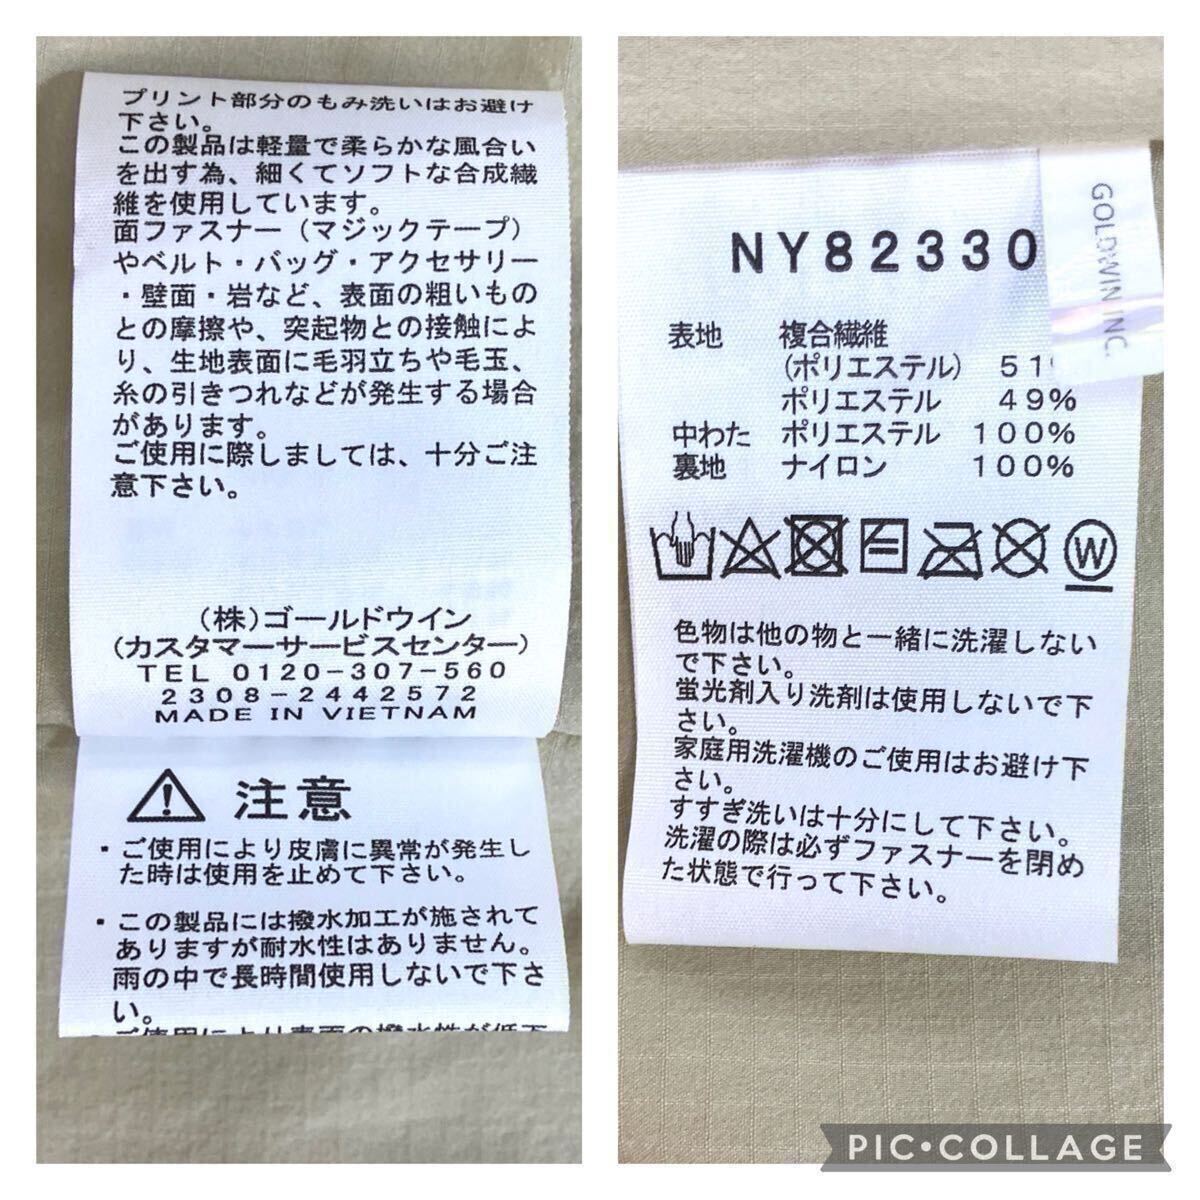 プリント部分のもみ洗いはお避け
下さい。
この製品は軽量で柔らかな風合い
を出す為、細くてソフトな合成繊
維を使用しています。
面ファスナー（マジックテープ）
やベルト・バッグ・アクセサリー
・壁面・岩など、表面の粗いもの
との摩擦や、突起物との接触によ
り、生地表面に毛羽立ちや毛玉、
糸の引きつれなどが発生する場合
があります。
ご使用に際しましては、十分ご注
意下さい。
（株）ゴールドウイン
(カスタマーサービスセンター)
TEL 0120-307-560
2308-2442572
MADE IN VIETNAM
注意
・ご使用により皮膚に異常が発生し
た時は使用を止めて下さい。
・この製品には撥水加工が施されて
ありますが耐水性はありません。
雨の中で長時間使用しないで下さ
い。
・ご使用により表面の撥水性が低下
GOLDWIN INC.
NY82330
表地 複合繊維
(ポリエステル) 51
ポリエステル 49%
中わた ポリエステル 100%
裏地 ナイロン 100%
W
色物は他の物と一緒に洗濯しない
で下さい。
蛍光剤入り洗剤は使用しないで下
さい。
家庭用洗濯機のご使用はお避け下
さい。
すすぎ洗いは十分にして下さい。
洗濯の際は必ずファスナーを閉め
た状態で行って下さい。
PIC•COLLAGE